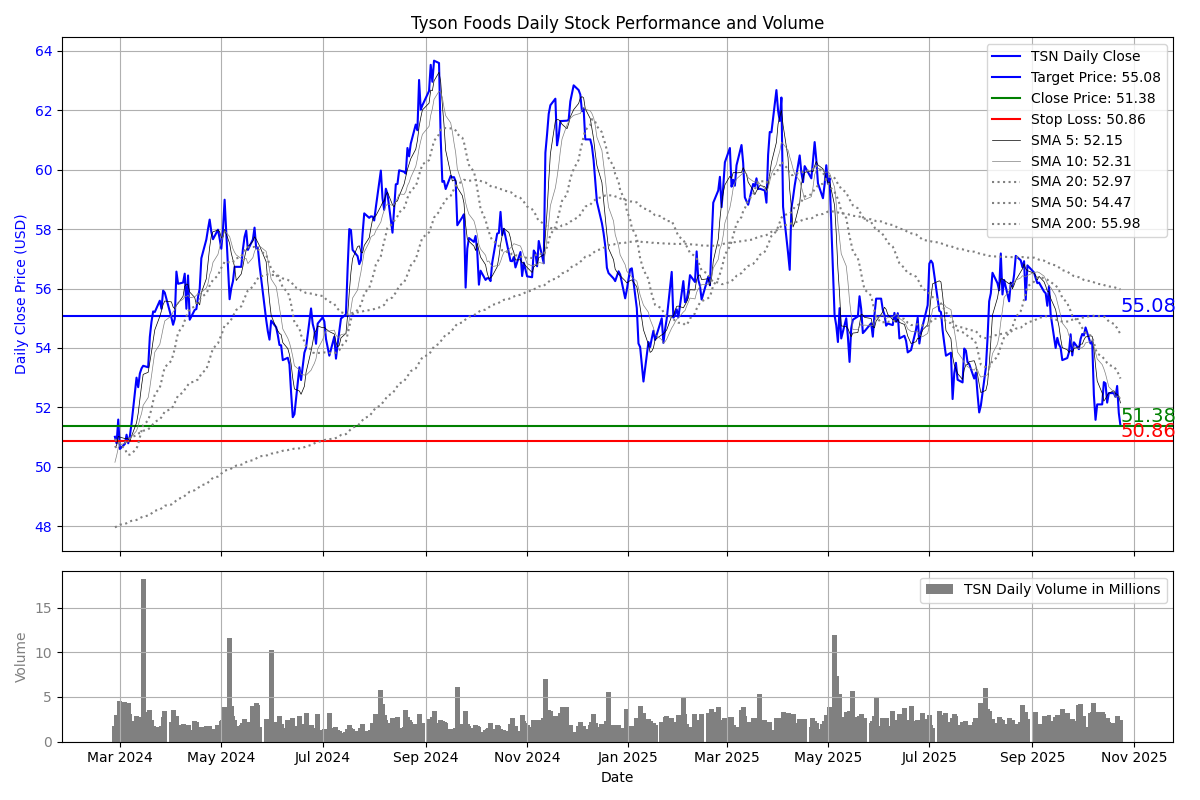 Tyson Foods Daily Stock Performance and Volume
Daily Close Price (USD)
64
62
60
58
56
54
52
50
48
TSN Daily Close
Target Price: 55.08
Close Price: 51.38
Stop Loss: 50.86
SMA 5: 52.15
SMA 10: 52.31
SMA 20: 52.97
SMA 50: 54.47
SMA 200: 55.98
55.08
51.38
50.86
Volume
15
10
5
0
TSN Daily Volume in Millions
Mar 2024
May 2024
Jul 2024
Sep 2024
Nov 2024
Jan 2025
Mar 2025
May 2025
Jul 2025
Sep 2025
Nov 2025
Date